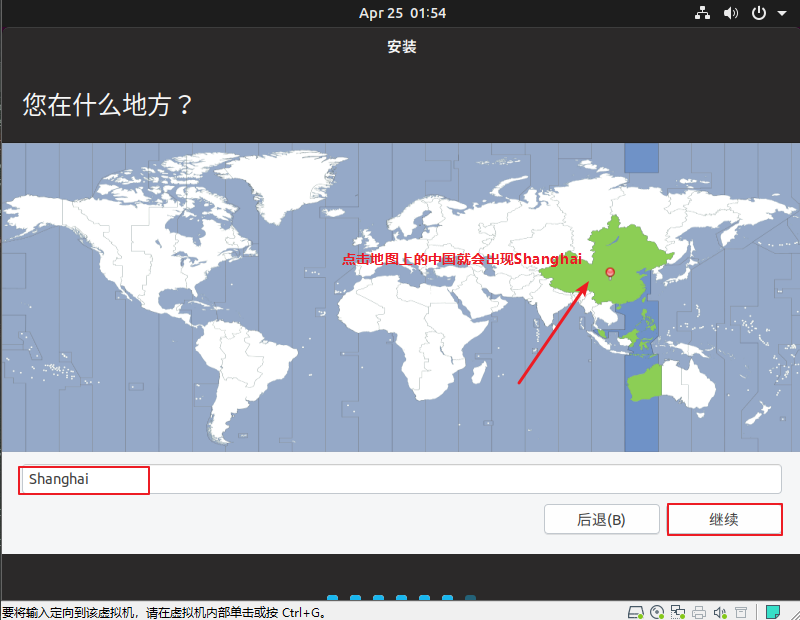 Apr 25 01:54
安装
您在什么地方？
点击地图上的中国就会出现Shanghai
Shanghai
后退(B)
继续
要将输入定向到该虚拟机，请在虚拟机内部单击或按 Ctrl+G。